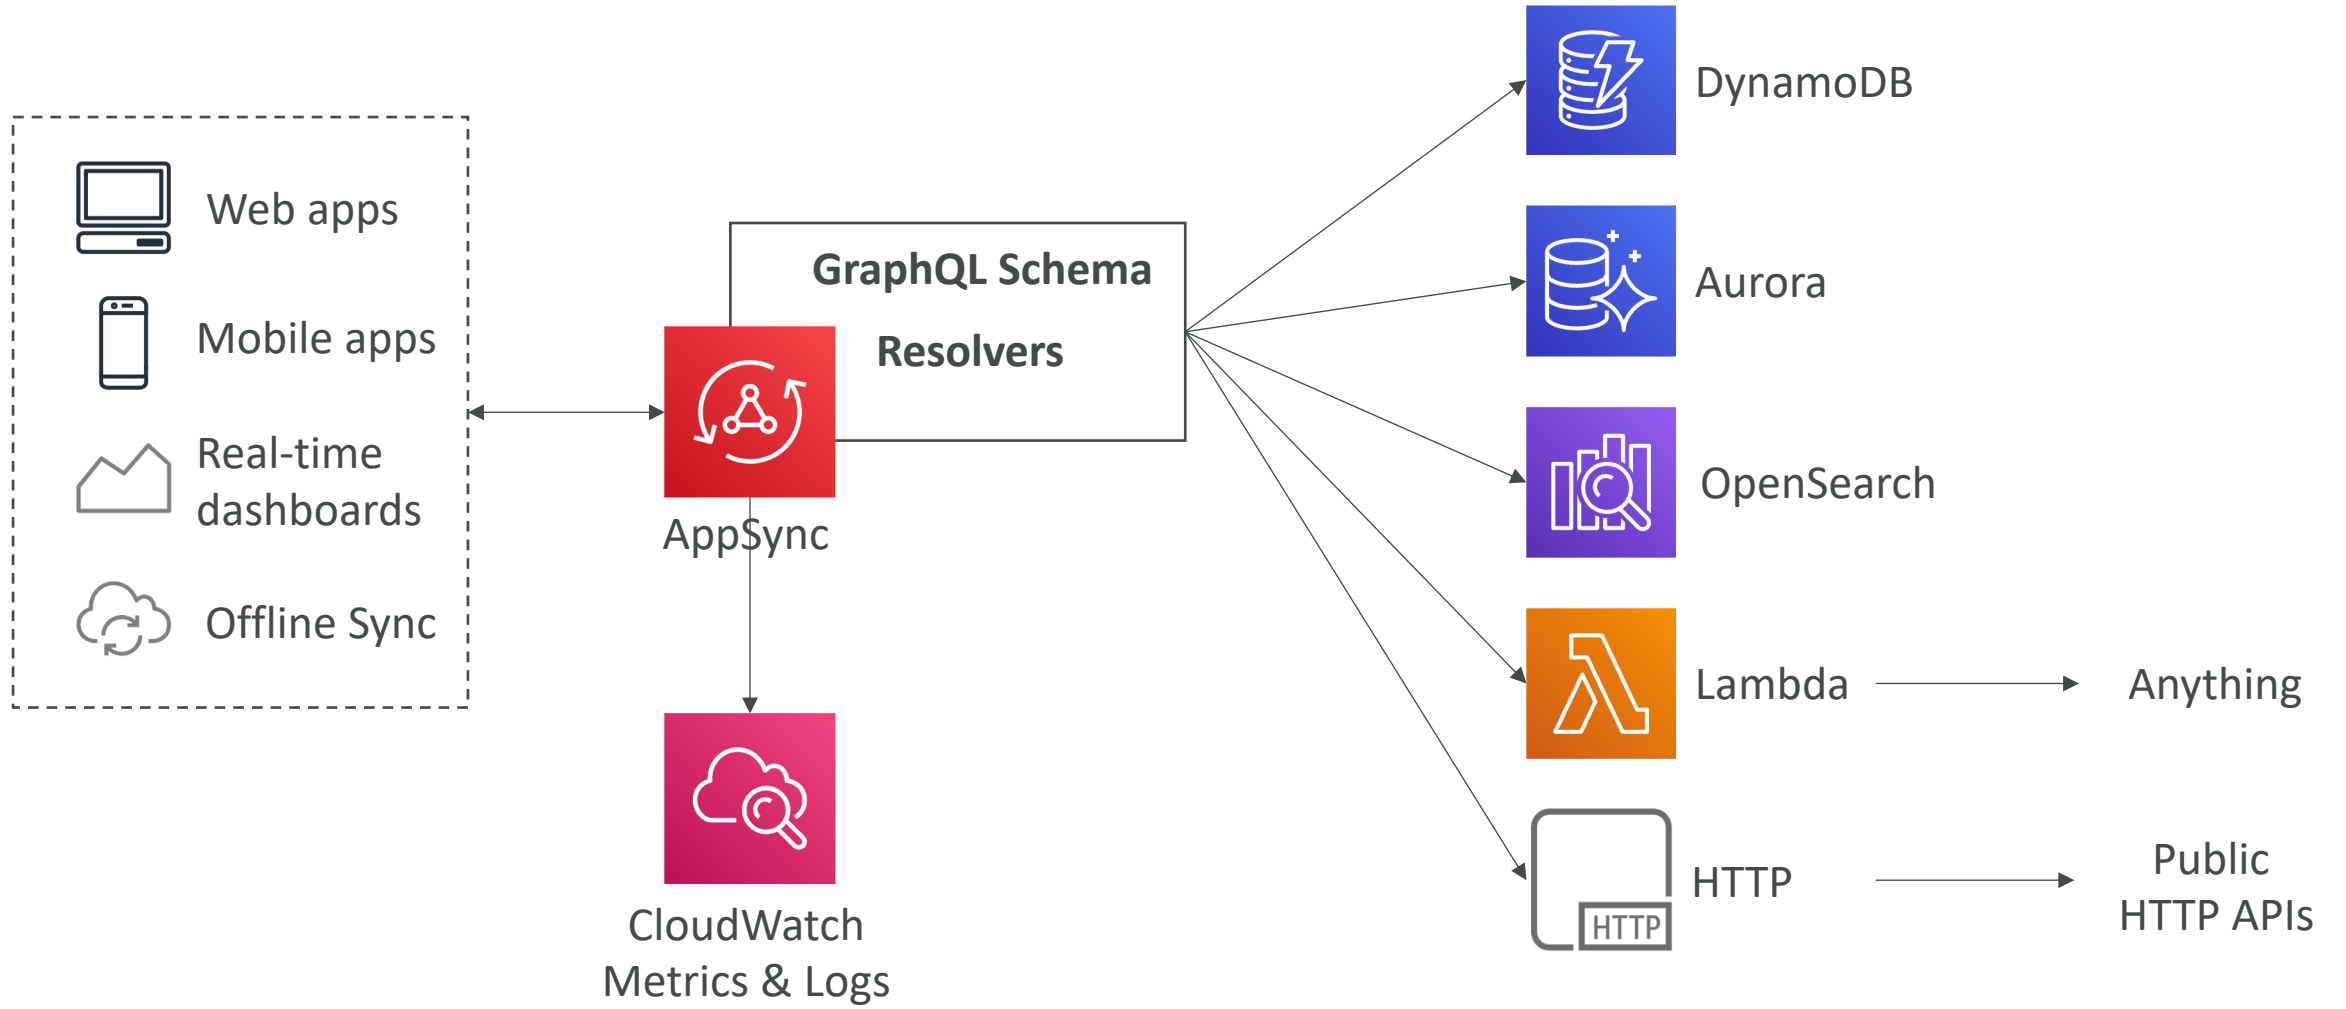 Web apps
Mobile apps
Real-time
dashboards
Offline Sync
GraphQL Schema
Resolvers
AppSync
CloudWatch
Metrics & Logs
DynamoDB
Aurora
OpenSearch
Lambda
Anything
HTTP
HTTP
Public
HTTP APIs